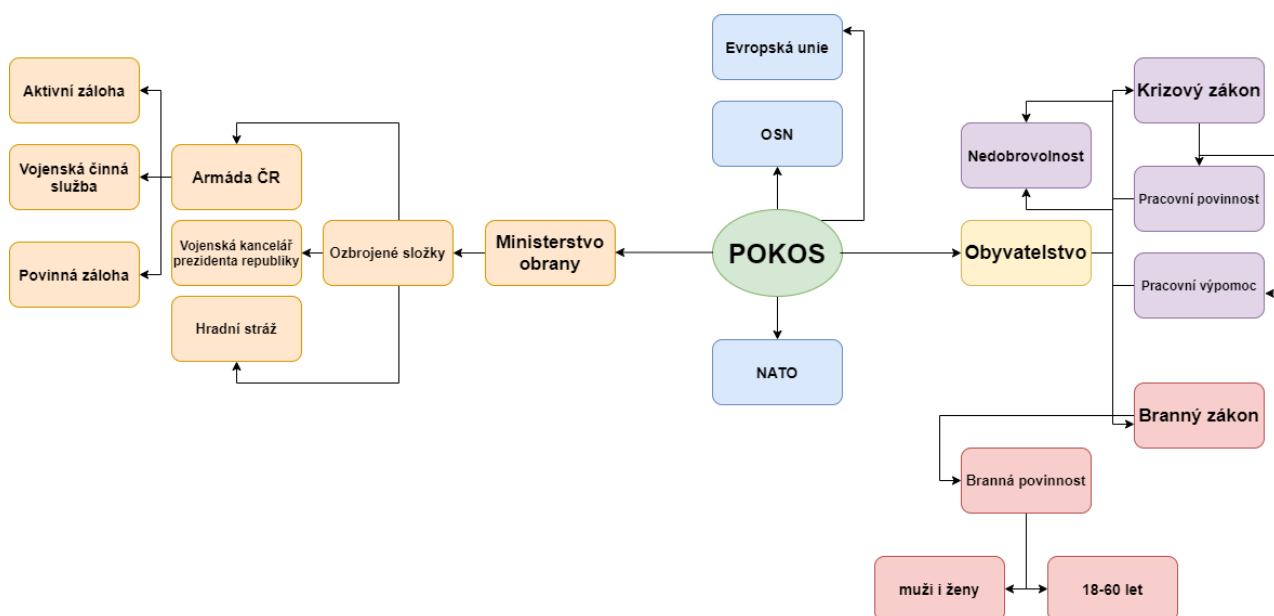 Evropská unie
Aktivní záloha
Krizový zákon
OSN
Nedobrovolnost
Vojenská činná
služba
Armáda ČR
Pracovní povinnost
Vojenská kancelář
prezidenta republiky
Ozbrojené složky
Ministerstvo
obrany
POKOS
Obyvatelstvo
Povinná záloha
Pracovní výpomoc
Hradní stráž
NATO
Branný zákon
Branná povinnost
muži i ženy
18-60 let